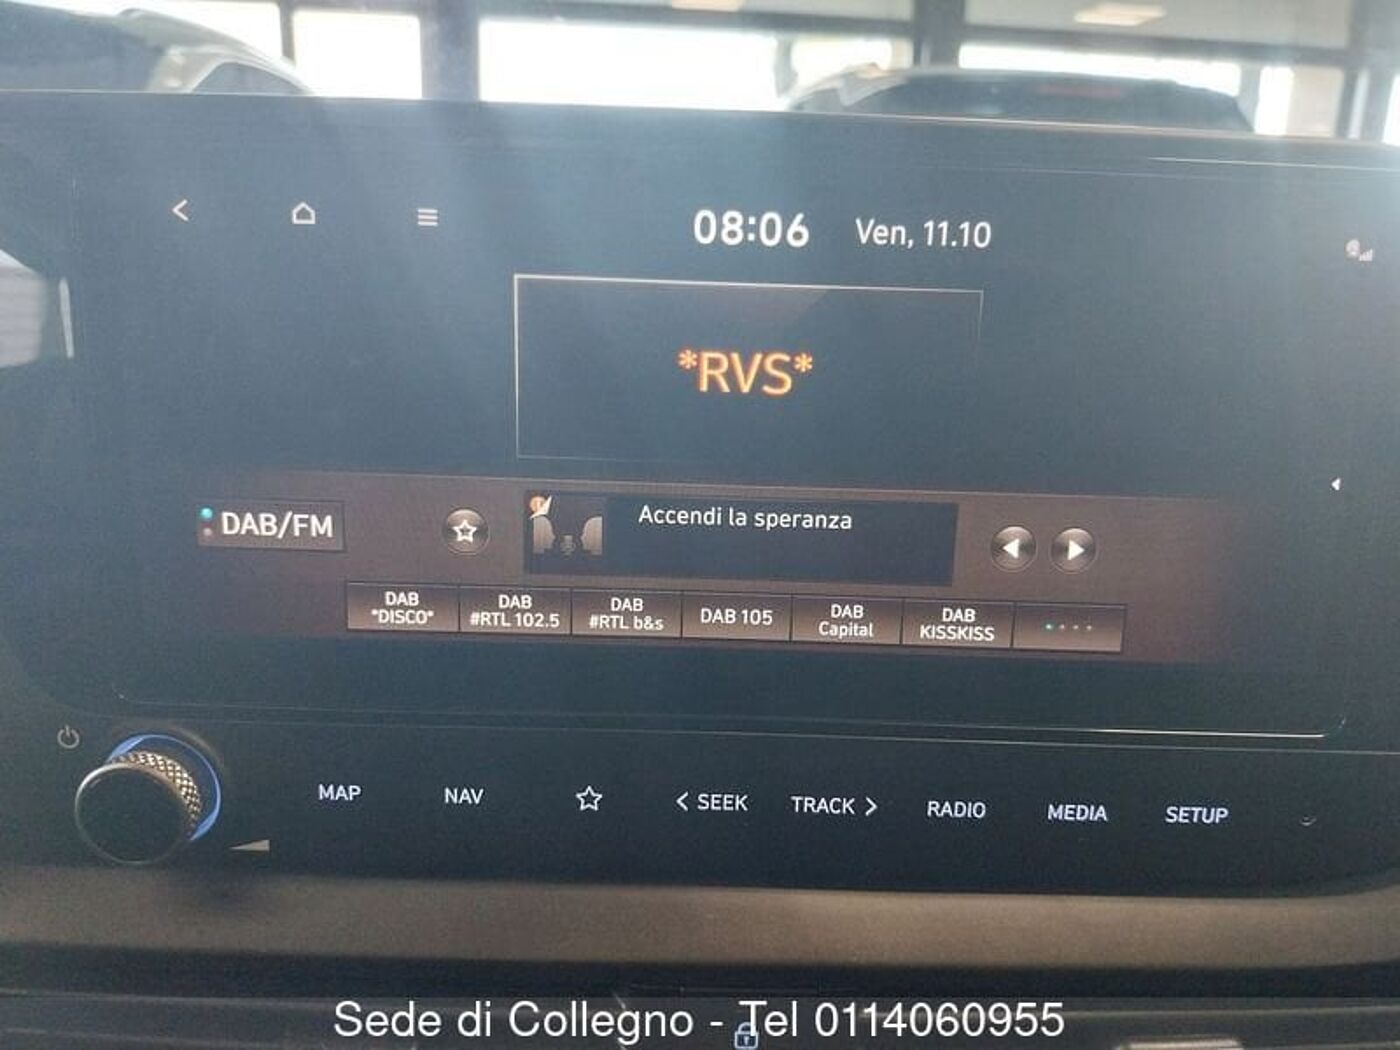 08:06 Ven, 11.10
*RVS*
DAB/FM
Accendi la speranza
DAB
"DISCO"
DAB
#RTL 102.5
DAB
#RTL b&s
DAB 105
DAB
Capital
DAB
KISSKISS
MAP NAV < SEEK TRACK > RADIO MEDIA SETUP
Sede di Collegno - Tel 0114060955